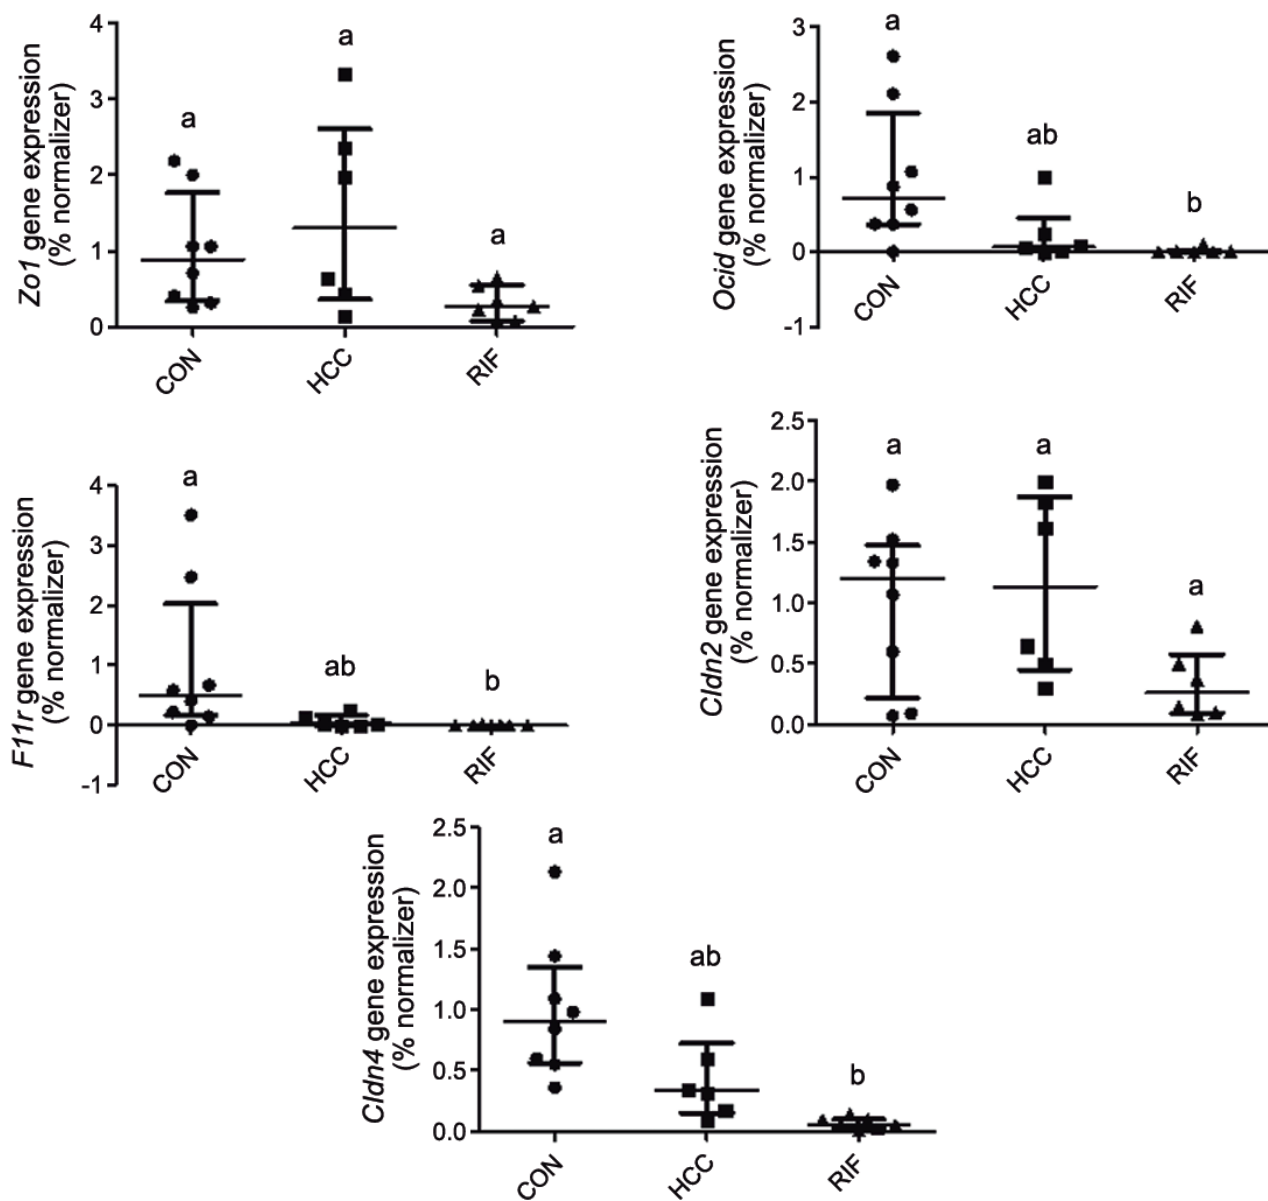 Zo1 gene expression
(% normalizer)
4
3
2
1
0
a
a
a
CON
HCC
RIF
Ocid gene expression
(% normalizer)
3
2
1
0
-1
a
ab
b
CON
HCC
RIF
F11r gene expression
(% normalizer)
4
3
2
1
0
-1
a
ab
b
CON
HCC
RIF
Cldn2 gene expression
(% normalizer)
2.5
2.0
1.5
1.0
0.5
0.0
a
a
a
CON
HCC
RIF
Cldn4 gene expression
(% normalizer)
2.5
2.0
1.5
1.0
0.5
0.0
a
ab
b
CON
HCC
RIF